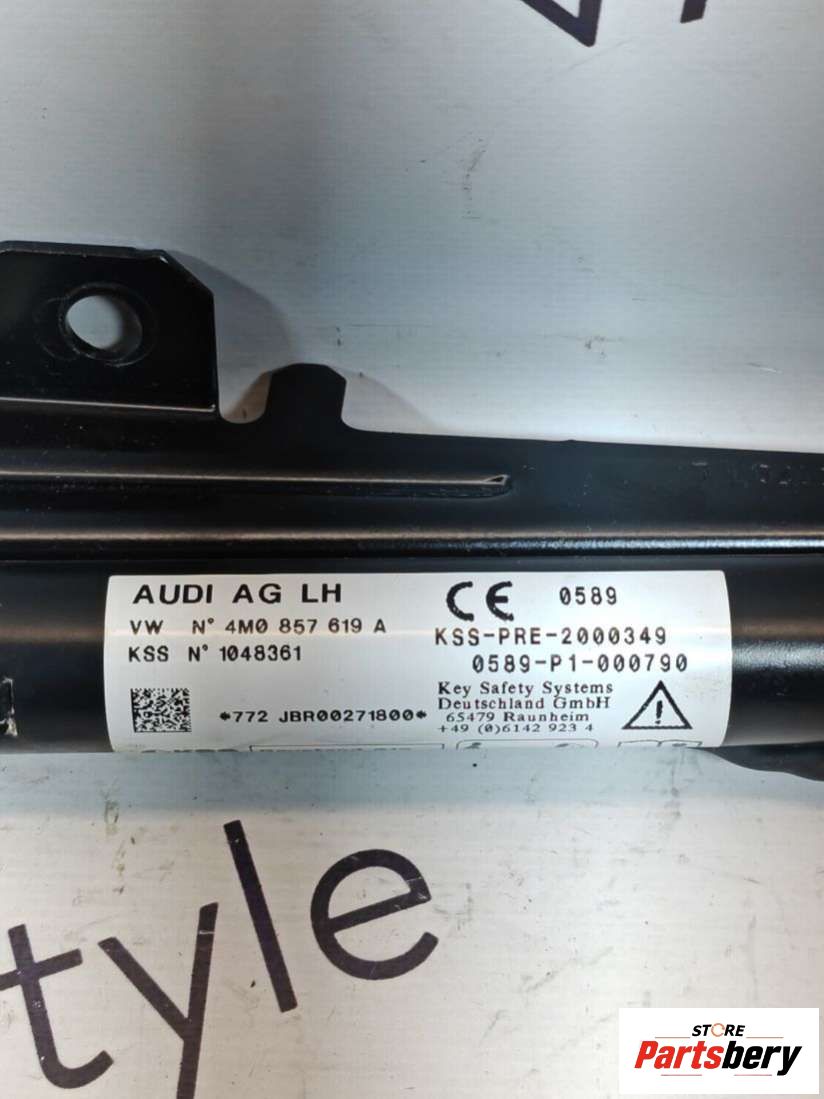 AUDI AG LH
VW N° 4M0 857 619 A
KSS N° 1048361
*772 JBR00271800*
CE 0589
KSS-PRE-2000349
0589-P1-000790
Key Safety Systems
Deutschland GmbH
65479 Raunheim
+49 (0)6142 923 4
tyle
STORE
Partsbery